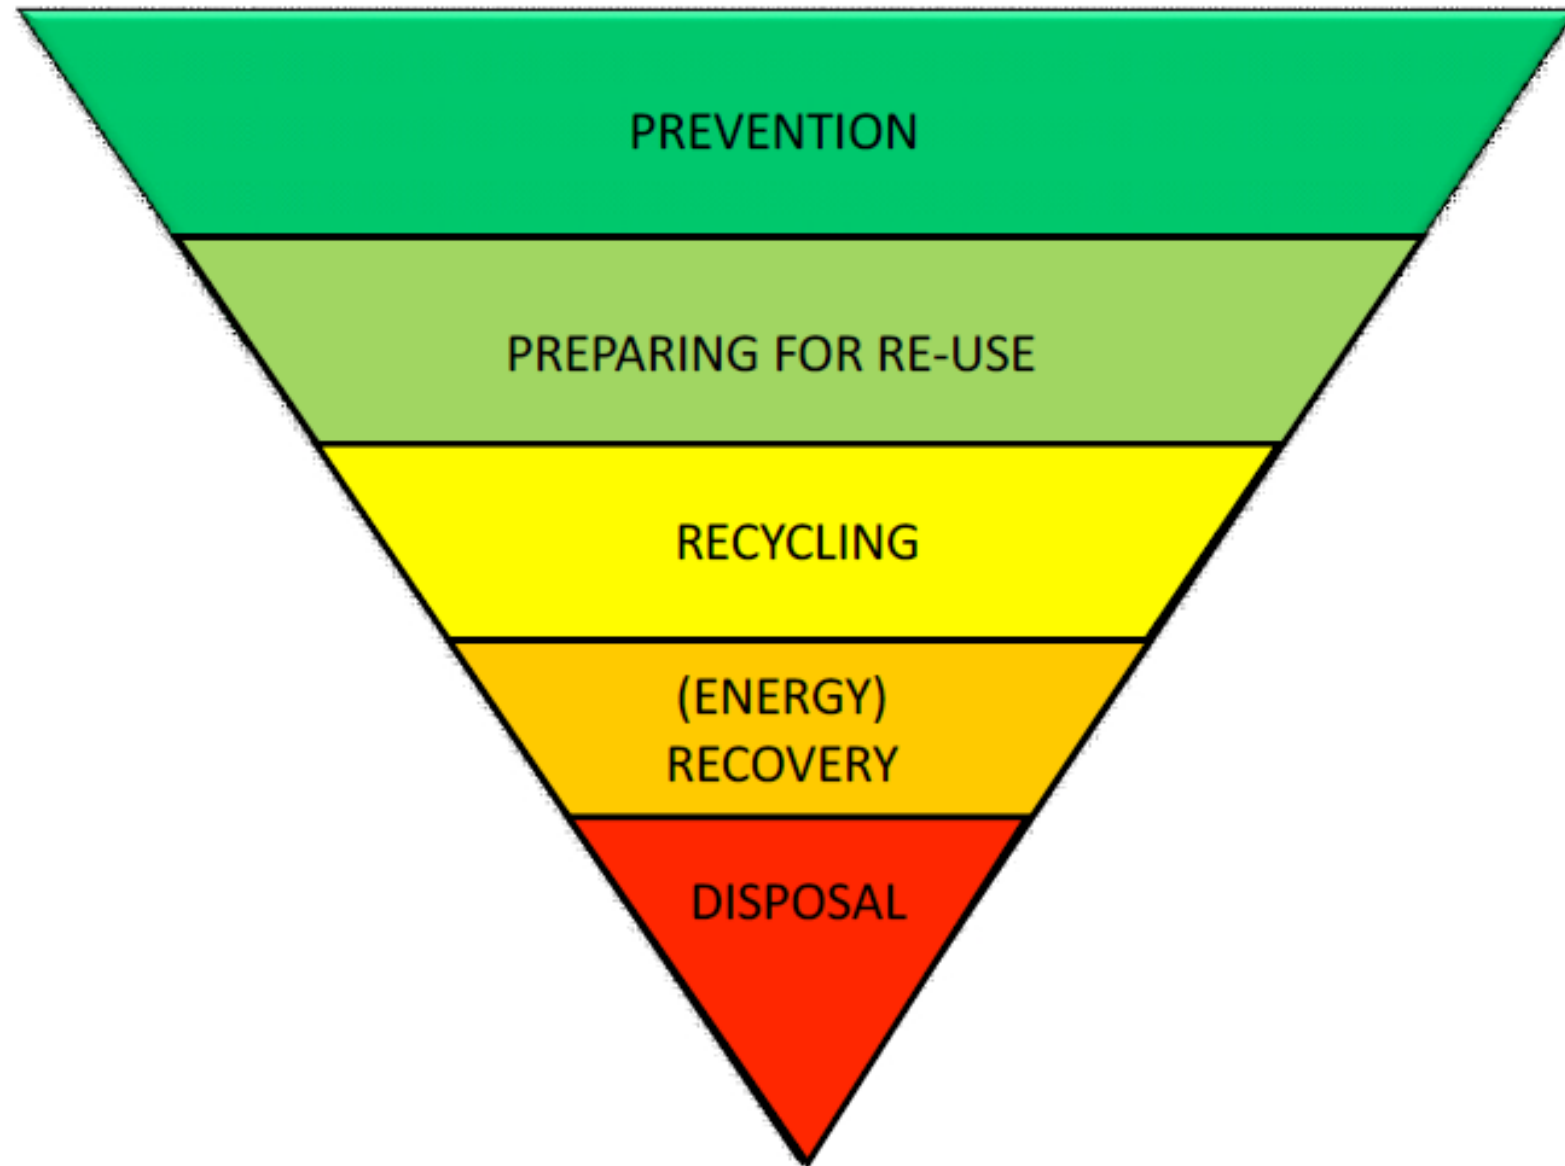 PREVENTION
PREPARING FOR RE-USE
RECYCLING
(ENERGY)
RECOVERY
DISPOSAL